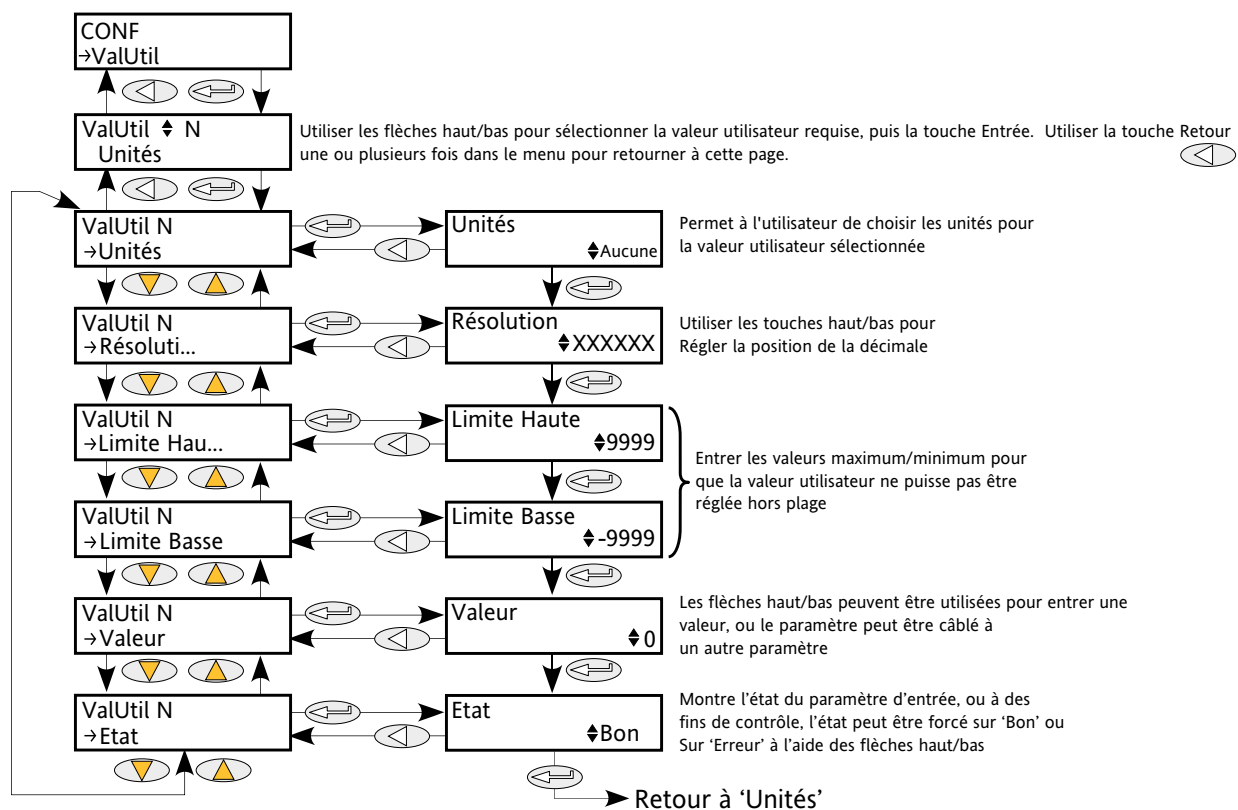 CONF
→ValUtil
ValUtil ♦ N
Unités
Utiliser les flèches haut/bas pour sélectionner la valeur utilisateur requise, puis la touche Entrée. Utiliser la touche Retour
une ou plusieurs fois dans le menu pour retourner à cette page.
ValUtil N
→Unités
Unités
♦Aucune
Permet à l'utilisateur de choisir les unités pour
la valeur utilisateur sélectionnée
ValUtil N
→Résoluti...
Résolution
♦XXXXXX
Utiliser les touches haut/bas pour
Régler la position de la décimale
ValUtil N
→Limite Hau...
Limite Haute
♦9999
Entrer les valeurs maximum/minimum pour
que la valeur utilisateur ne puisse pas être
réglée hors plage
ValUtil N
→Limite Basse
Limite Basse
♦-9999
ValUtil N
→Valeur
Valeur
♦0
Les flèches haut/bas peuvent être utilisées pour entrer une
valeur, ou le paramètre peut être câblé à
un autre paramètre
ValUtil N
→Etat
Etat
♦Bon
Montre l’état du paramètre d’entrée, ou à des
fins de contrôle, l’état peut être forcé sur ‘Bon’ ou
Sur ‘Erreur’ à l’aide des flèches haut/bas
Retour à ‘Unités’